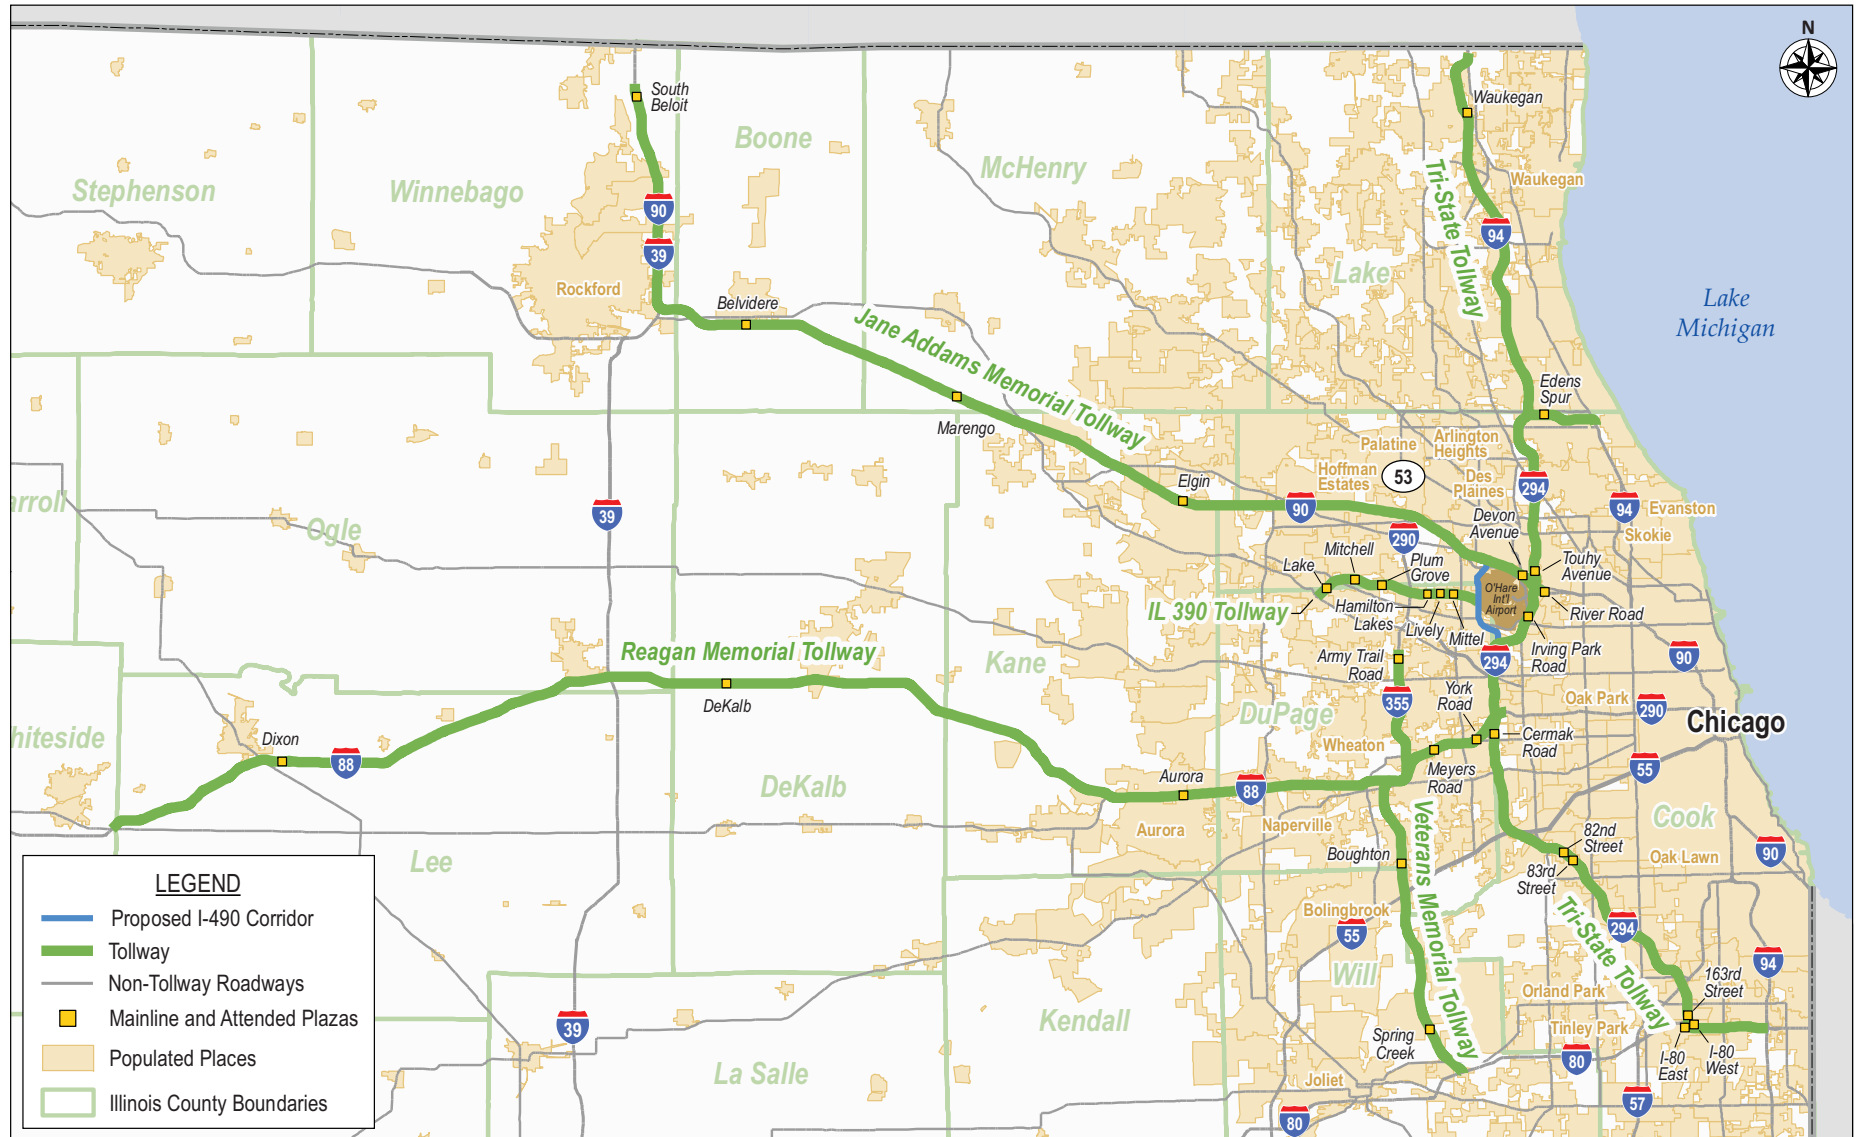 N
South
Beloit
Waukegan
Boone
McHenry
Stephenson
Winnebago
90
39
Tri-State Tollway
Waukegan
94
Lake
Rockford
Belvidere
Lake
Michigan
Jane Addams Memorial Tollway
Edens
Spur
Marengo
Palatine
Arlington
Heights
Hoffman
Estates
53
Des
Plaines
294
Elgin
90
94
Evanston
Skokie
arroll
Ogle
39
Devon
Avenue
290
Mitchell
Plum
Grove
Touhy
Avenue
Lake
O'Hare
Int'l
Airport
IL 390 Tollway
Hamilton
Lakes
Lively
Mittel
River Road
Irving Park
Road
294
90
Reagan Memorial Tollway
Kane
Army Trail
Road
York
Road
355
Oak Park
290
DeKalb
DuPage
Chicago
hiteside
Dixon
88
Wheaton
Cermak
Road
Meyers
Road
55
Aurora
88
DeKalb
Veterans Memorial Tollway
Cook
Aurora
Naperville
82nd
Street
Boughton
83rd
Street
Oak Lawn
90
Lee
Bolingbrook
55
Tri-State Tollway
294
Will
94
163rd
Street
Orland Park
Tinley Park
Kendall
39
Spring
Creek
I-80
East
I-80
West
80
La Salle
Joliet
57
80
LEGEND
Proposed I-490 Corridor
Tollway
Non-Tollway Roadways
Mainline and Attended Plazas
Populated Places
Illinois County Boundaries